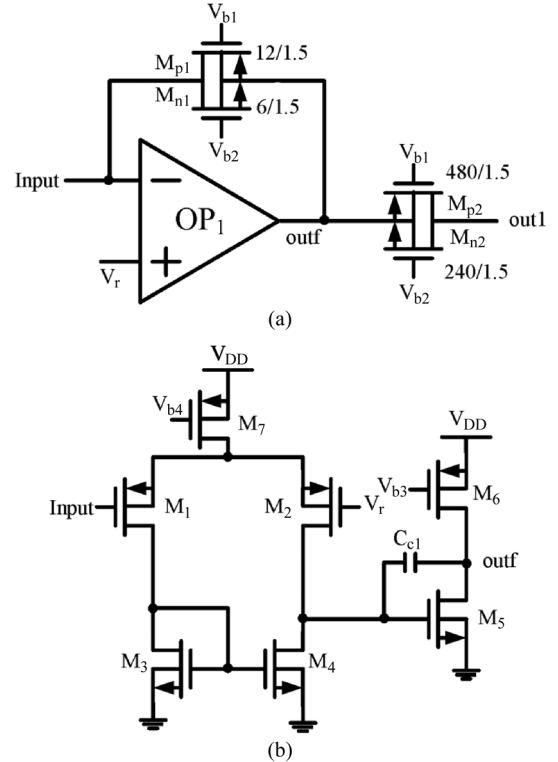 V_b1
12/1.5
M_p1
M_n1
6/1.5
V_b2
Input
−
OP_1
+
V_r
outf
V_b1
480/1.5
M_p2
out1
M_n2
240/1.5
V_b2
(a)
V_DD
V_b4
M_7
V_DD
Input
M_1
M_2
V_r
V_b3
M_6
C_c1
outf
M_3
M_4
M_5
(b)